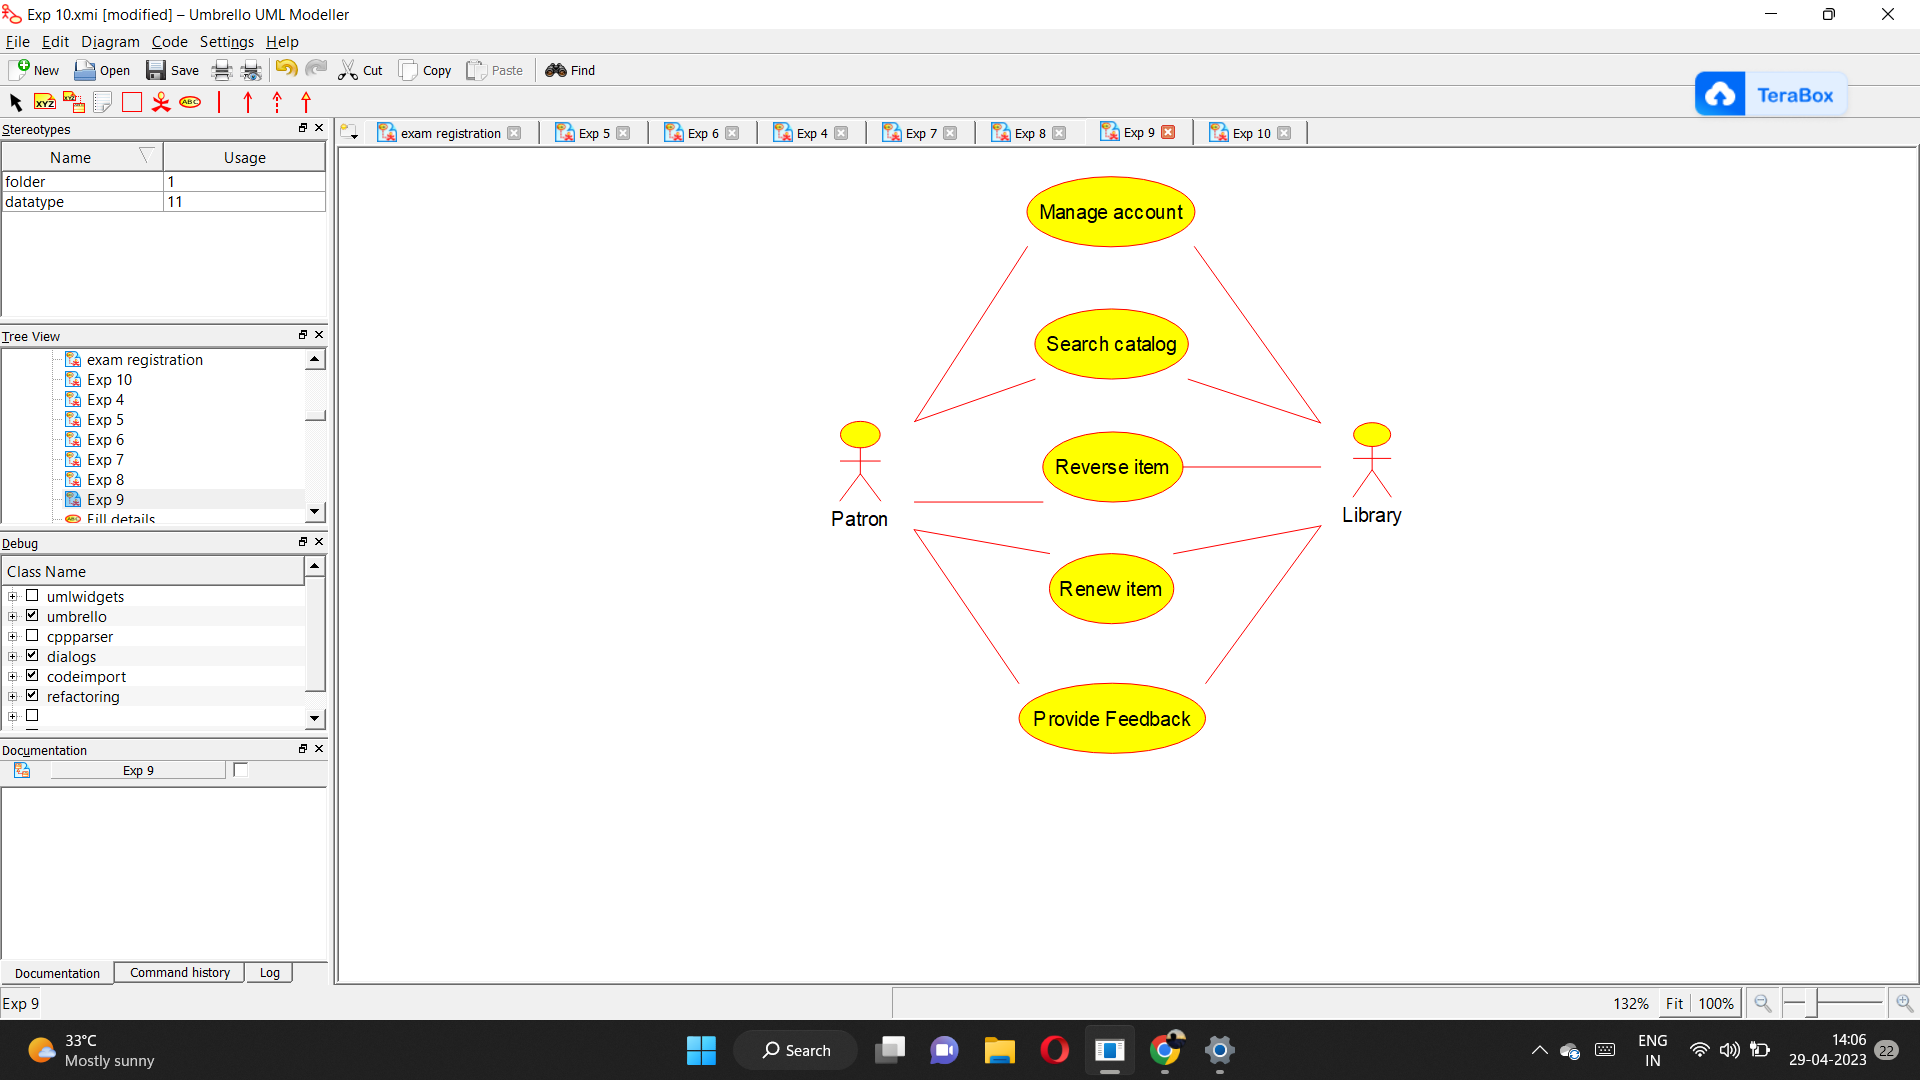 Exp 10.xmi [modified] – Umbrello UML Modeller
File Edit Diagram Code Settings Help
New Open Save Cut Copy Paste Find
XYZ XYZ ABC
TeraBox
Stereotypes
Name Usage
folder 1
datatype 11
exam registration Exp 5 Exp 6 Exp 4 Exp 7 Exp 8 Exp 9 Exp 10
Tree View
exam registration
Exp 10
Exp 4
Exp 5
Exp 6
Exp 7
Exp 8
Exp 9
Fill details
Debug
Class Name
umlwidgets
umbrello
cppparser
dialogs
codeimport
refactoring
Documentation
Exp 9
Documentation Command history Log
Manage account
Search catalog
Reverse item
Patron
Library
Renew item
Provide Feedback
Exp 9
132% Fit 100%
33°C
Mostly sunny
Search
ENG
IN
14:06
29-04-2023
22